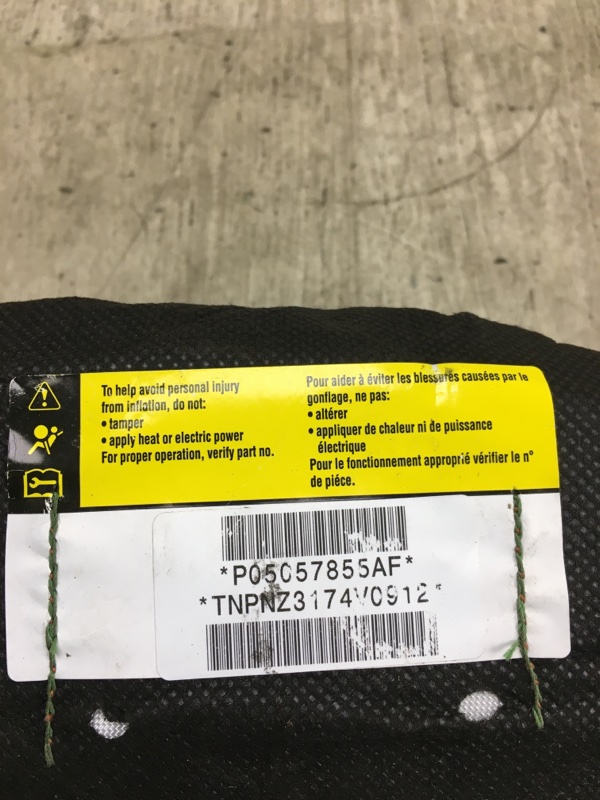 To help avoid personal injury
from inflation, do not:
• tamper
• apply heat or electric power
For proper operation, verify part no.
Pour aider à éviter les blessures causées par le
gonflage, ne pas:
• altérer
• appliquer de chaleur ni de puissance
électrique
Pour le fonctionnement approprié vérifier le n°
de piéce.
*P05057855AF*
*TNPNZ3174V0912*